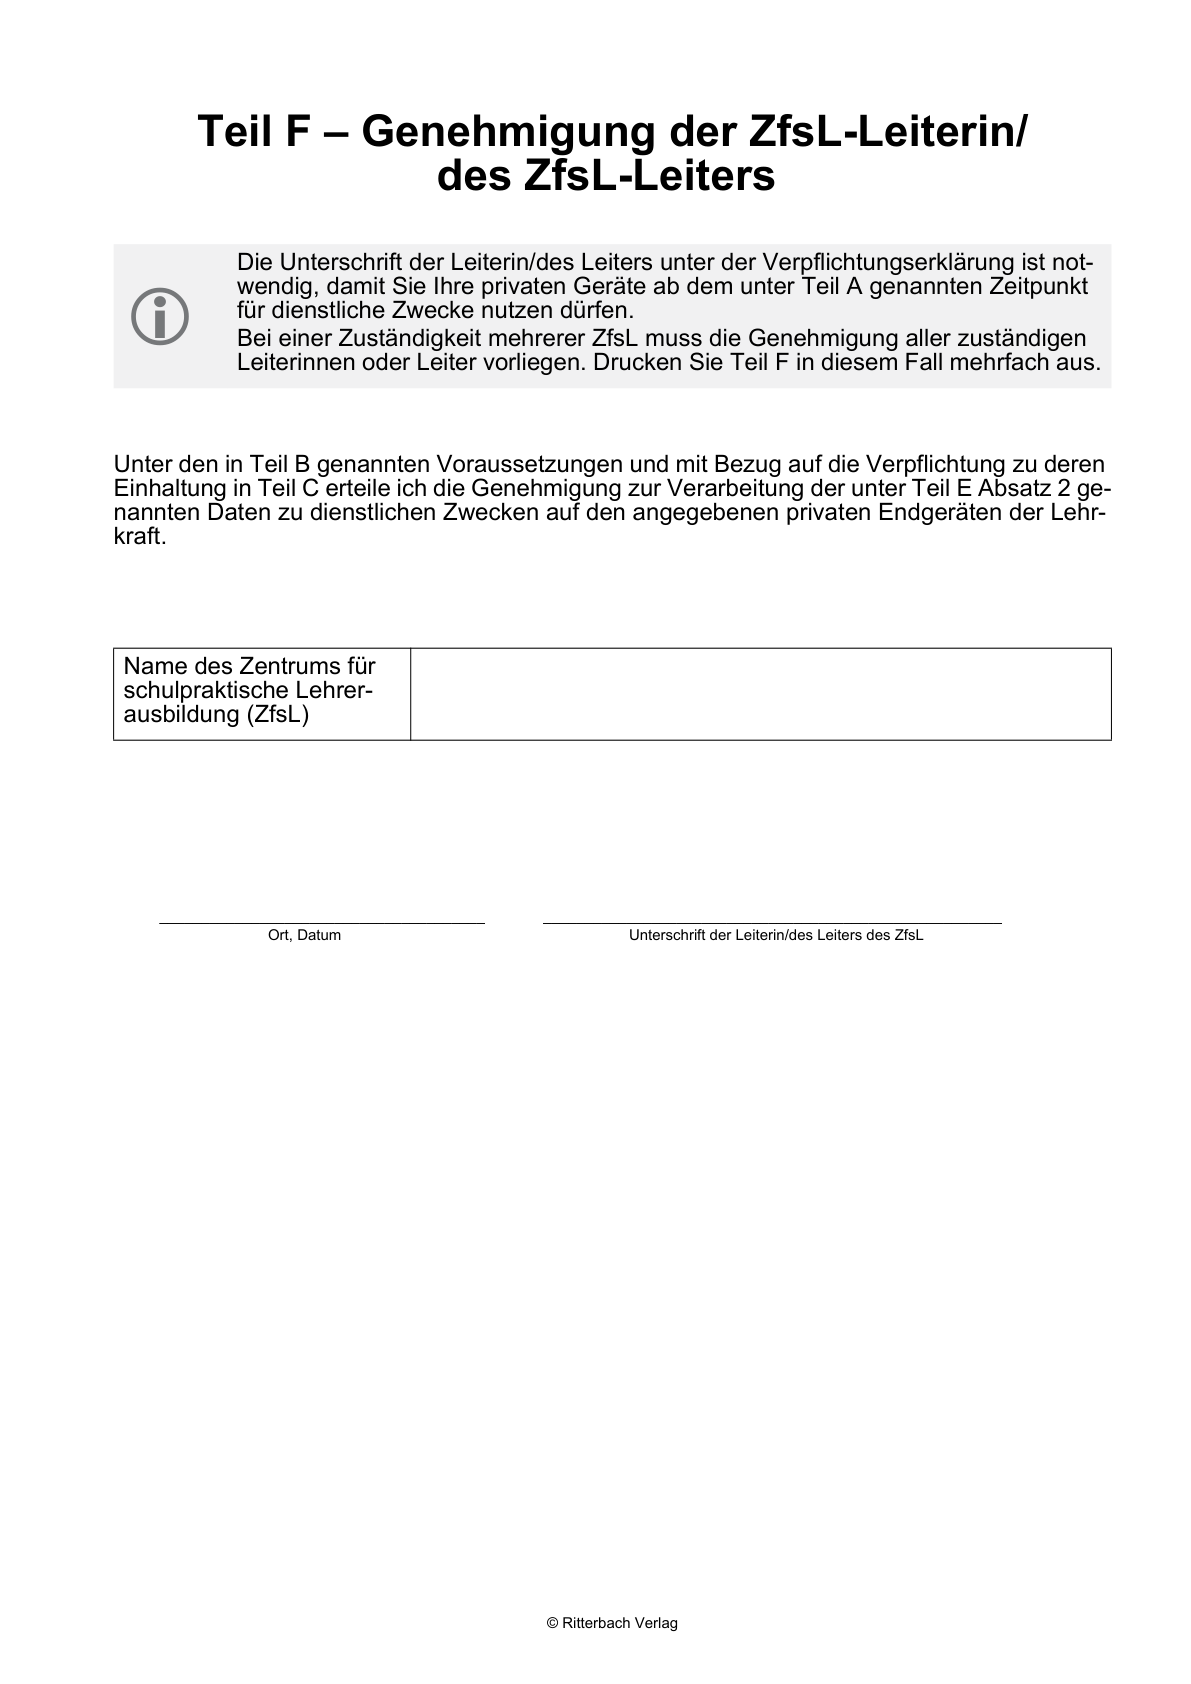 Teil F – Genehmigung der ZfsL-Leiterin/
des ZfsL-Leiters
Die Unterschrift der Leiterin/des Leiters unter der Verpflichtungserklärung ist not-
wendig, damit Sie Ihre privaten Geräte ab dem unter Teil A genannten Zeitpunkt
für dienstliche Zwecke nutzen dürfen.
Bei einer Zuständigkeit mehrerer ZfsL muss die Genehmigung aller zuständigen
Leiterinnen oder Leiter vorliegen. Drucken Sie Teil F in diesem Fall mehrfach aus.
Unter den in Teil B genannten Voraussetzungen und mit Bezug auf die Verpflichtung zu deren
Einhaltung in Teil C erteile ich die Genehmigung zur Verarbeitung der unter Teil E Absatz 2 ge-
nannten Daten zu dienstlichen Zwecken auf den angegebenen privaten Endgeräten der Lehr-
kraft.
Name des Zentrums für
schulpraktische Lehrer-
ausbildung (ZfsL)
Ort, Datum
Unterschrift der Leiterin/des Leiters des ZfsL
© Ritterbach Verlag